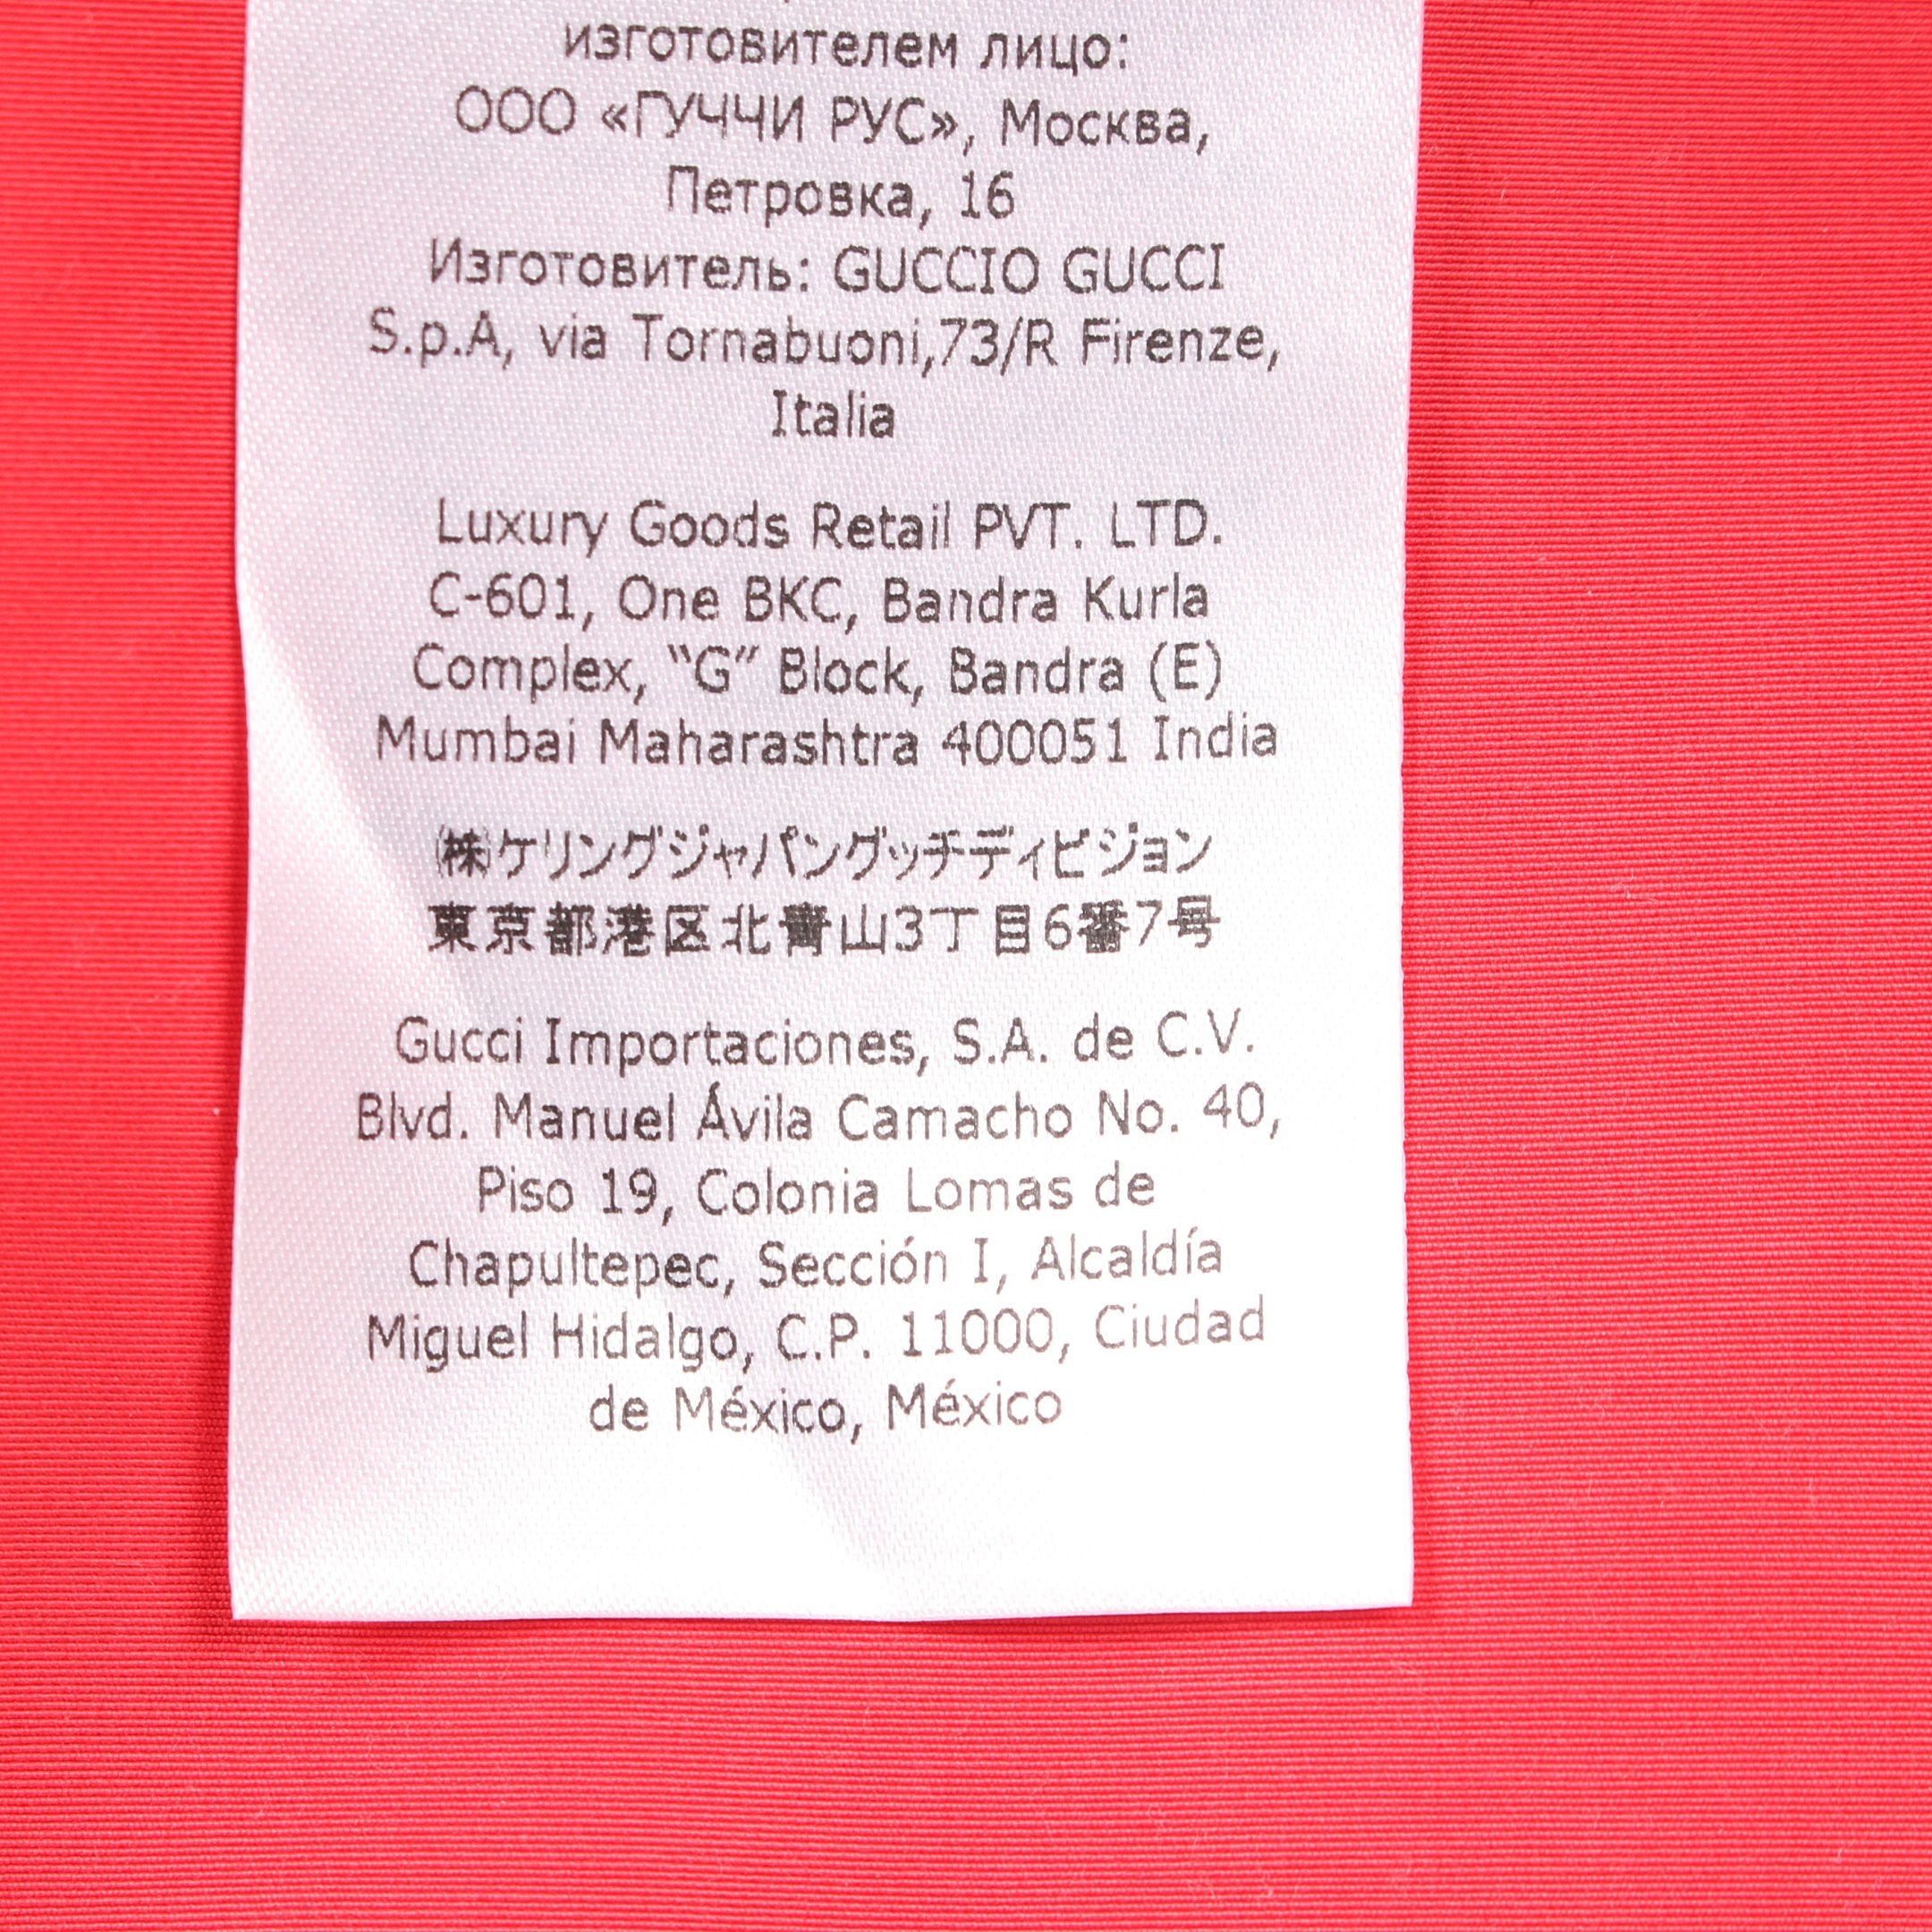 изготовителем лицо:
ООО «ГУЧЧИ РУС», Москва,
Петровка, 16
Изготовитель: GUCCIO GUCCI
S.p.A, via Tornabuoni,73/R Firenze,
Italia
Luxury Goods Retail PVT. LTD.
C-601, One BKC, Bandra Kurla
Complex, “G” Block, Bandra (E)
Mumbai Maharashtra 400051 India
㈱ケリングジャパングッチディビジョン
東京都港区北青山3丁目6番7号
Gucci Importaciones, S.A. de C.V.
Blvd. Manuel Ávila Camacho No. 40,
Piso 19, Colonia Lomas de
Chapultepec, Sección I, Alcaldía
Miguel Hidalgo, C.P. 11000, Ciudad
de México, México